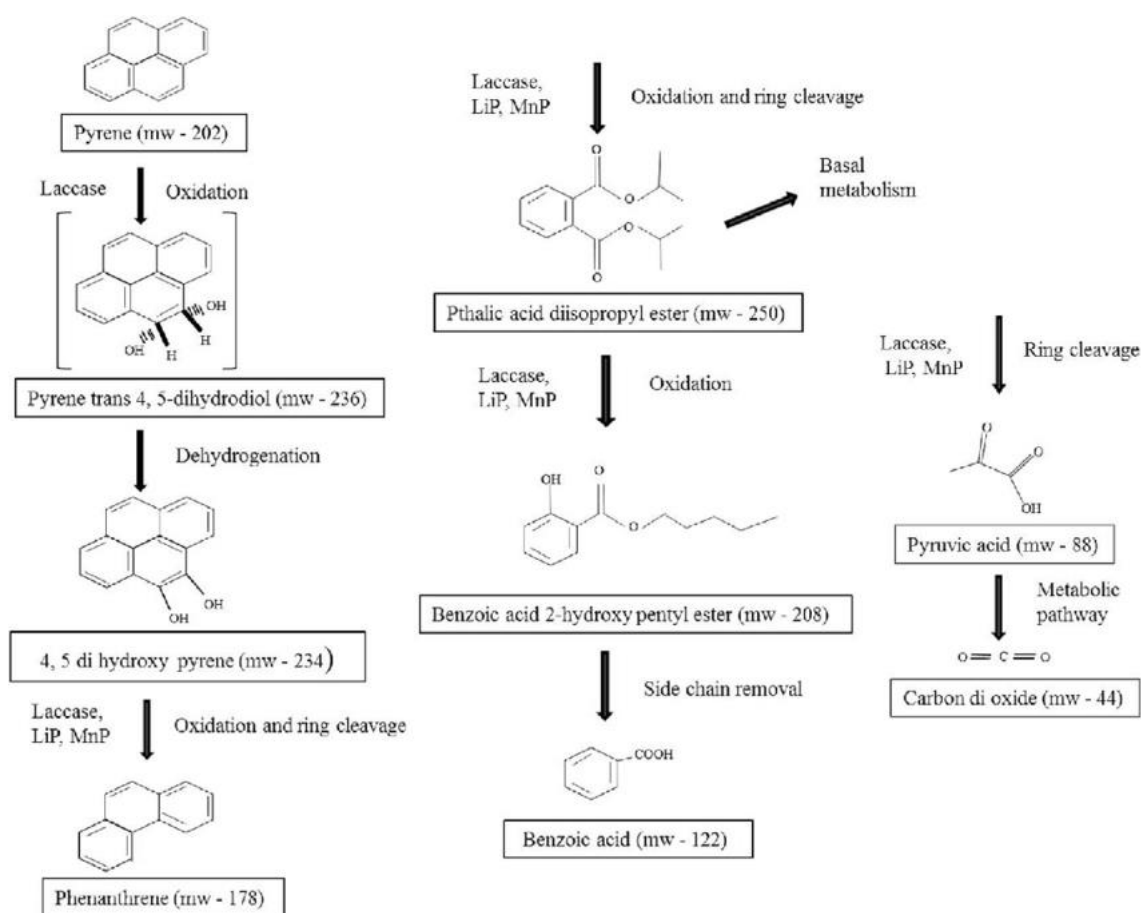 Pyrene (mw - 202)
Laccase
Oxidation
OH
OH
H
H
Pyrene trans 4, 5-dihydrodiol (mw - 236)
Dehydrogenation
OH
OH
4, 5 di hydroxy pyrene (mw - 234)
Laccase,
LiP, MnP
Oxidation and ring cleavage
Phenanthrene (mw - 178)
Laccase,
LiP, MnP
Oxidation and ring cleavage
O
O
O
O
Basal
metabolism
Pthalic acid diisopropyl ester (mw - 250)
Laccase,
LiP, MnP
Oxidation
OH
O
O
Benzoic acid 2-hydroxy pentyl ester (mw - 208)
Side chain removal
COOH
Benzoic acid (mw - 122)
Laccase,
LiP, MnP
Ring cleavage
O
O
OH
Pyruvic acid (mw - 88)
Metabolic
pathway
O = C = O
Carbon di oxide (mw - 44)